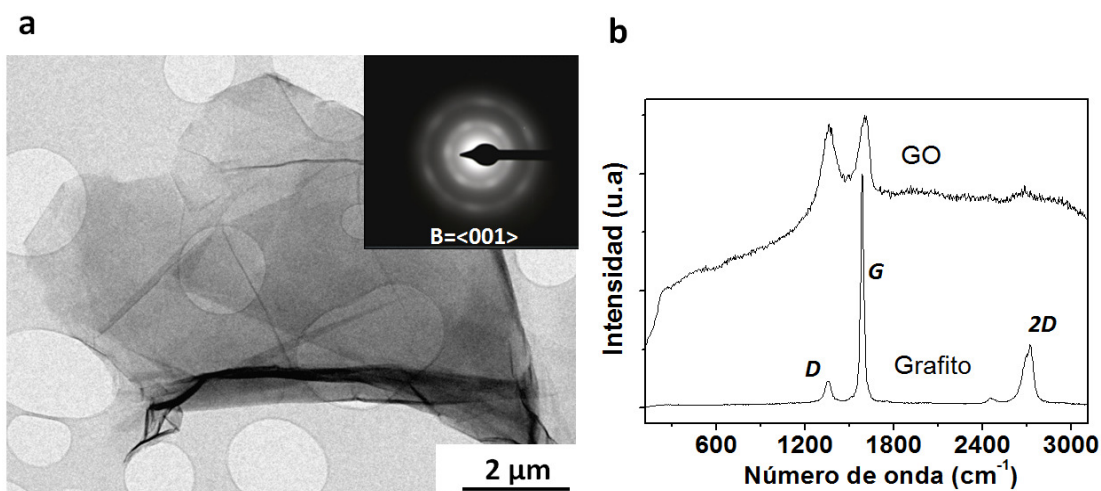 a
B=<001>
2 μm
b
Intensidad (u.a)
GO
G
2D
D
Grafito
600 1200 1800 2400 3000
Número de onda (cm⁻¹)